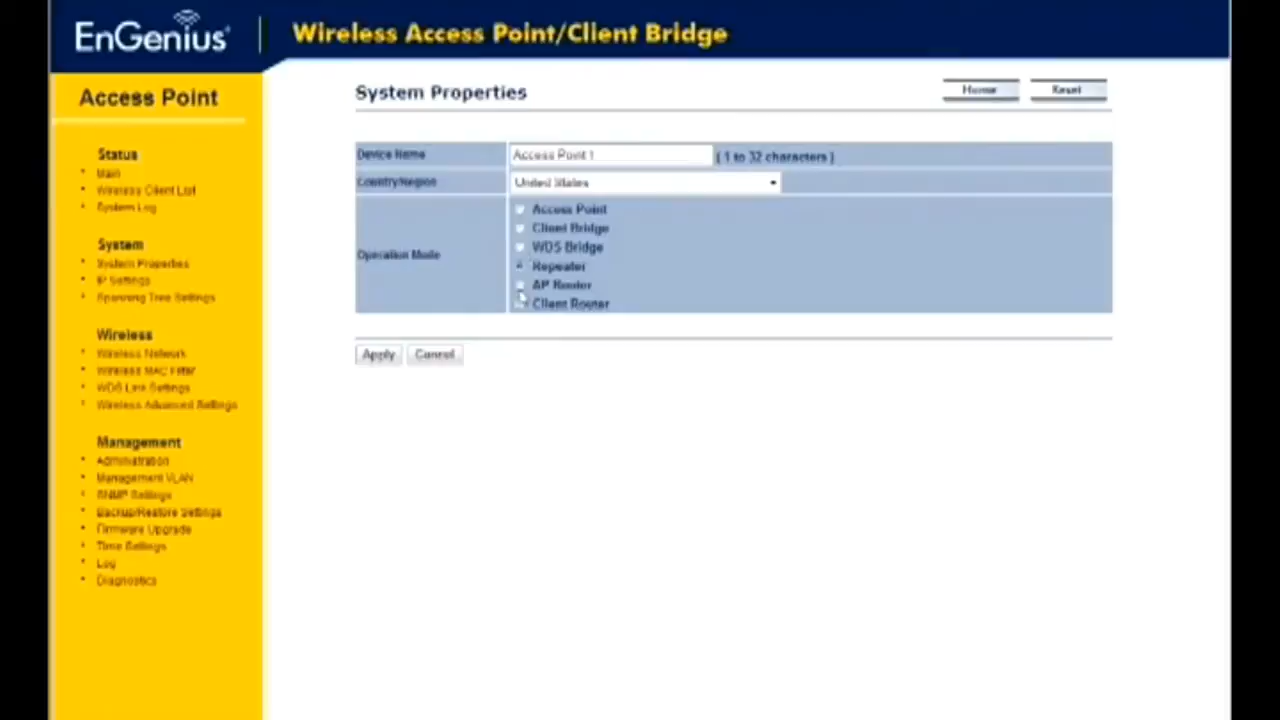 EnGenius®
Wireless Access Point/Client Bridge
Access Point
Status
Main
Wireless Client List
System Log
System
System Properties
IP Settings
Spanning Tree Settings
Wireless
Wireless Network
Wireless MAC Filter
WDS Link Settings
Wireless Advanced Settings
Management
Administration
Management VLAN
SNMP Settings
Backup/Restore Settings
Firmware Upgrade
Time Settings
Log
Diagnostics
System Properties
Home Reset
Device Name Access Point 1 ( 1 to 32 characters )
Country/Region United States
Operation Mode
Access Point
Client Bridge
WDS Bridge
Repeater
AP Router
Client Router
Apply Cancel